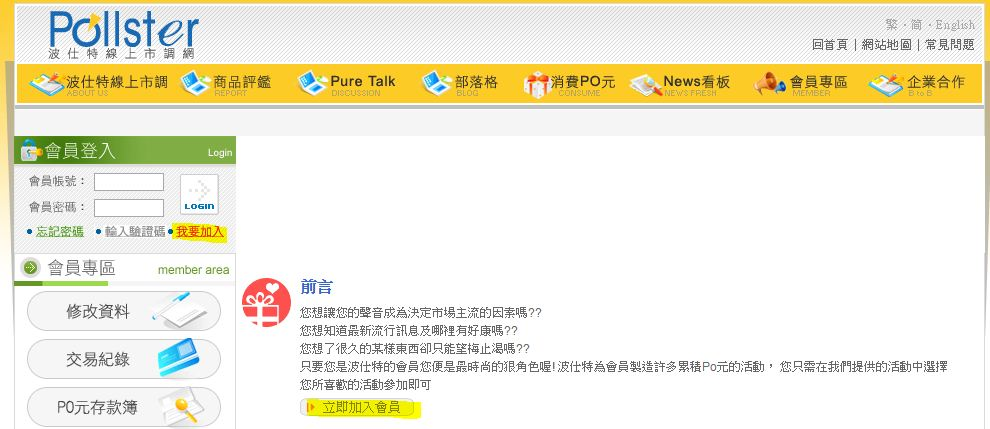 Pollster
波仕特線上市調網
繁·简·English
回首頁 | 網站地圖 | 常見問題
波仕特線上市調 商品評鑑 Pure Talk 部落格 消費PO元 News看板 會員專區 企業合作
ABOUT US REPORT DISCUSSION BLOG CONSUME NEWS FRESH MEMBER B to B
會員登入 Login
會員帳號：
會員密碼：
LOGIN
忘記密碼 輸入驗證碼 我要加入
會員專區 member area
修改資料
交易紀錄
PO元存款簿
前言
您想讓您的聲音成為決定市場主流的因素嗎??
您想知道最新流行訊息及哪裡有好康嗎??
您想了很久的某樣東西卻只能望梅止渴嗎??
只要您是波仕特的會員您便是最時尚的狠角色喔!波仕特為會員製造許多累積Po元的活動， 您只需在我們提供的活動中選擇
您所喜歡的活動參加即可
立即加入會員